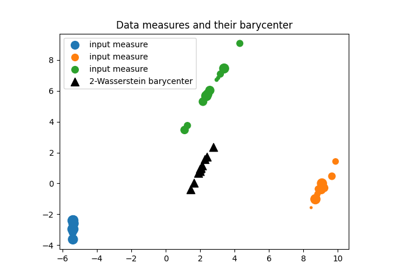 Data measures and their barycenter
input measure
input measure
input measure
2-Wasserstein barycenter
8
6
4
2
0
−2
−4
−6 −4 −2 0 2 4 6 8 10